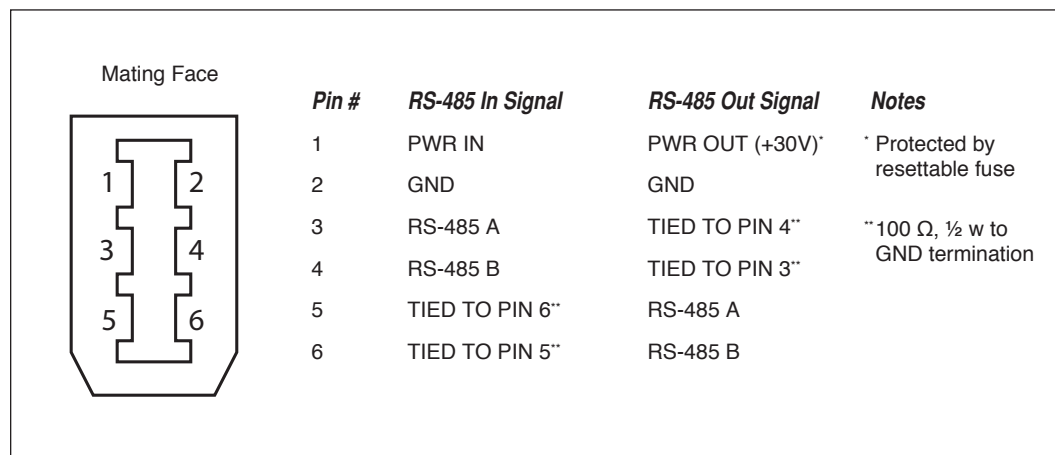 Mating Face
1 2
3 4
5 6
Pin # RS-485 In Signal RS-485 Out Signal Notes
1 PWR IN PWR OUT (+30V)* * Protected by
resettable fuse
2 GND GND
3 RS-485 A TIED TO PIN 4** ** 100 Ω, ½ w to
GND termination
4 RS-485 B TIED TO PIN 3**
5 TIED TO PIN 6** RS-485 A
6 TIED TO PIN 5** RS-485 B